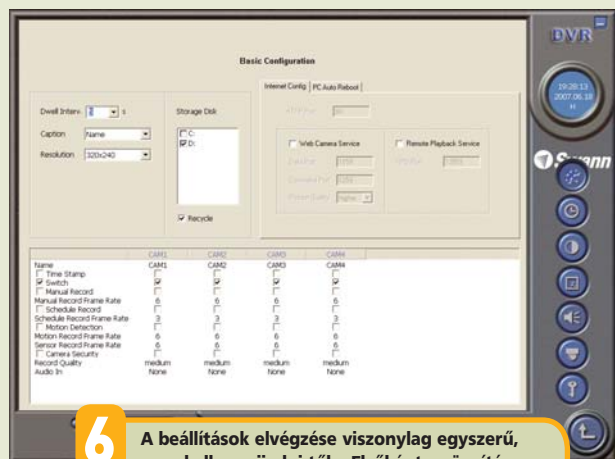 DVR
Basic Configuration
19:28:13
2007.06.18
H
Internet Config PC Auto Reboot
Dwell Interv. s
Storage Disk
Caption Name
C:
D:
Resolution 320x240
Web Camera Service
Remote Playback Service
Swann
Recycle
CAM1 CAM2 CAM3 CAM4
Name CAM1 CAM2 CAM3 CAM4
Time Stamp
Switch
Manual Record
Manual Record Frame Rate 6 6 6 6
Schedule Record
Schedule Record Frame Rate 3 3 3 3
Motion Detection
Motion Record Frame Rate 6 6 6 6
Sensor Record Frame Rate 6 6 6 6
Camera Security
Record Quality medium medium medium medium
Audio In None None None None
6
A beállítások elvégzése viszonylag egyszerű,